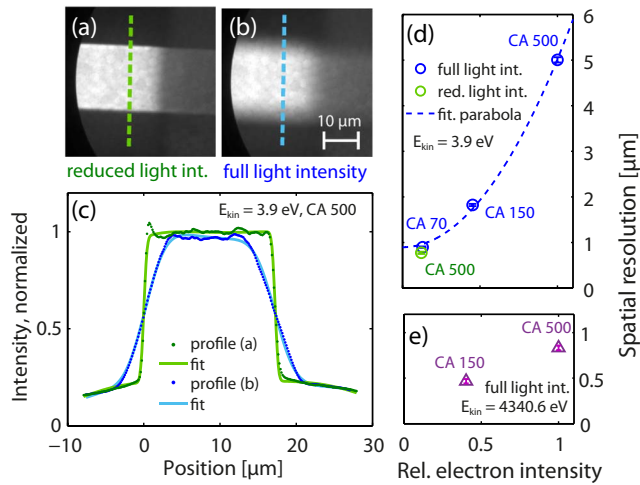 (a)
(b)
10 μm
reduced light int.
full light intensity
(c)
E_kin = 3.9 eV, CA 500
Intensity, normalized
1
0.5
0
profile (a)
fit
profile (b)
fit
−10
0
10
20
30
Position [μm]
(d)
CA 500
full light int.
red. light int.
fit. parabola
E_kin = 3.9 eV
CA 70
CA 150
CA 500
6
5
4
3
2
1
0
Spatial resolution [μm]
(e)
CA 500
CA 150
full light int.
E_kin = 4340.6 eV
1
0.5
0
0
0.5
1
Rel. electron intensity